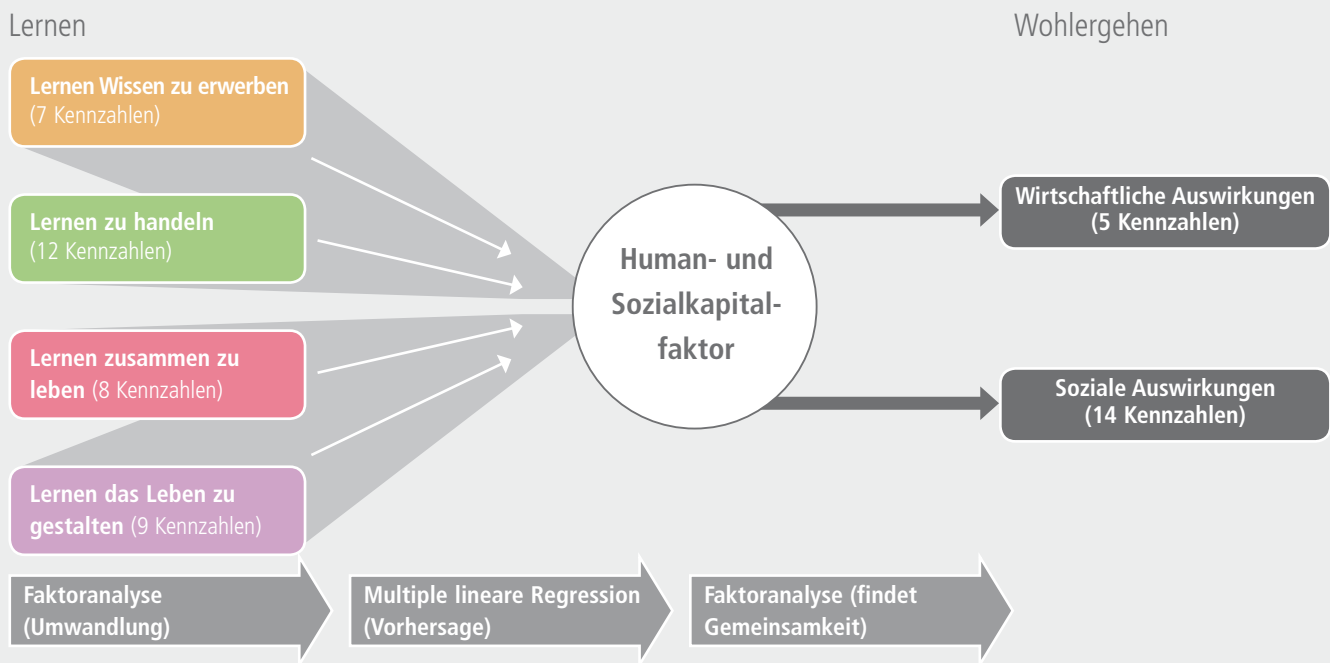 Lernen
Wohlergehen
Lernen Wissen zu erwerben
(7 Kennzahlen)
Lernen zu handeln
(12 Kennzahlen)
Lernen zusammen zu
leben (8 Kennzahlen)
Lernen das Leben zu
gestalten (9 Kennzahlen)
Human- und
Sozialkapital-
faktor
Wirtschaftliche Auswirkungen
(5 Kennzahlen)
Soziale Auswirkungen
(14 Kennzahlen)
Faktoranalyse
(Umwandlung)
Multiple lineare Regression
(Vorhersage)
Faktoranalyse (findet
Gemeinsamkeit)